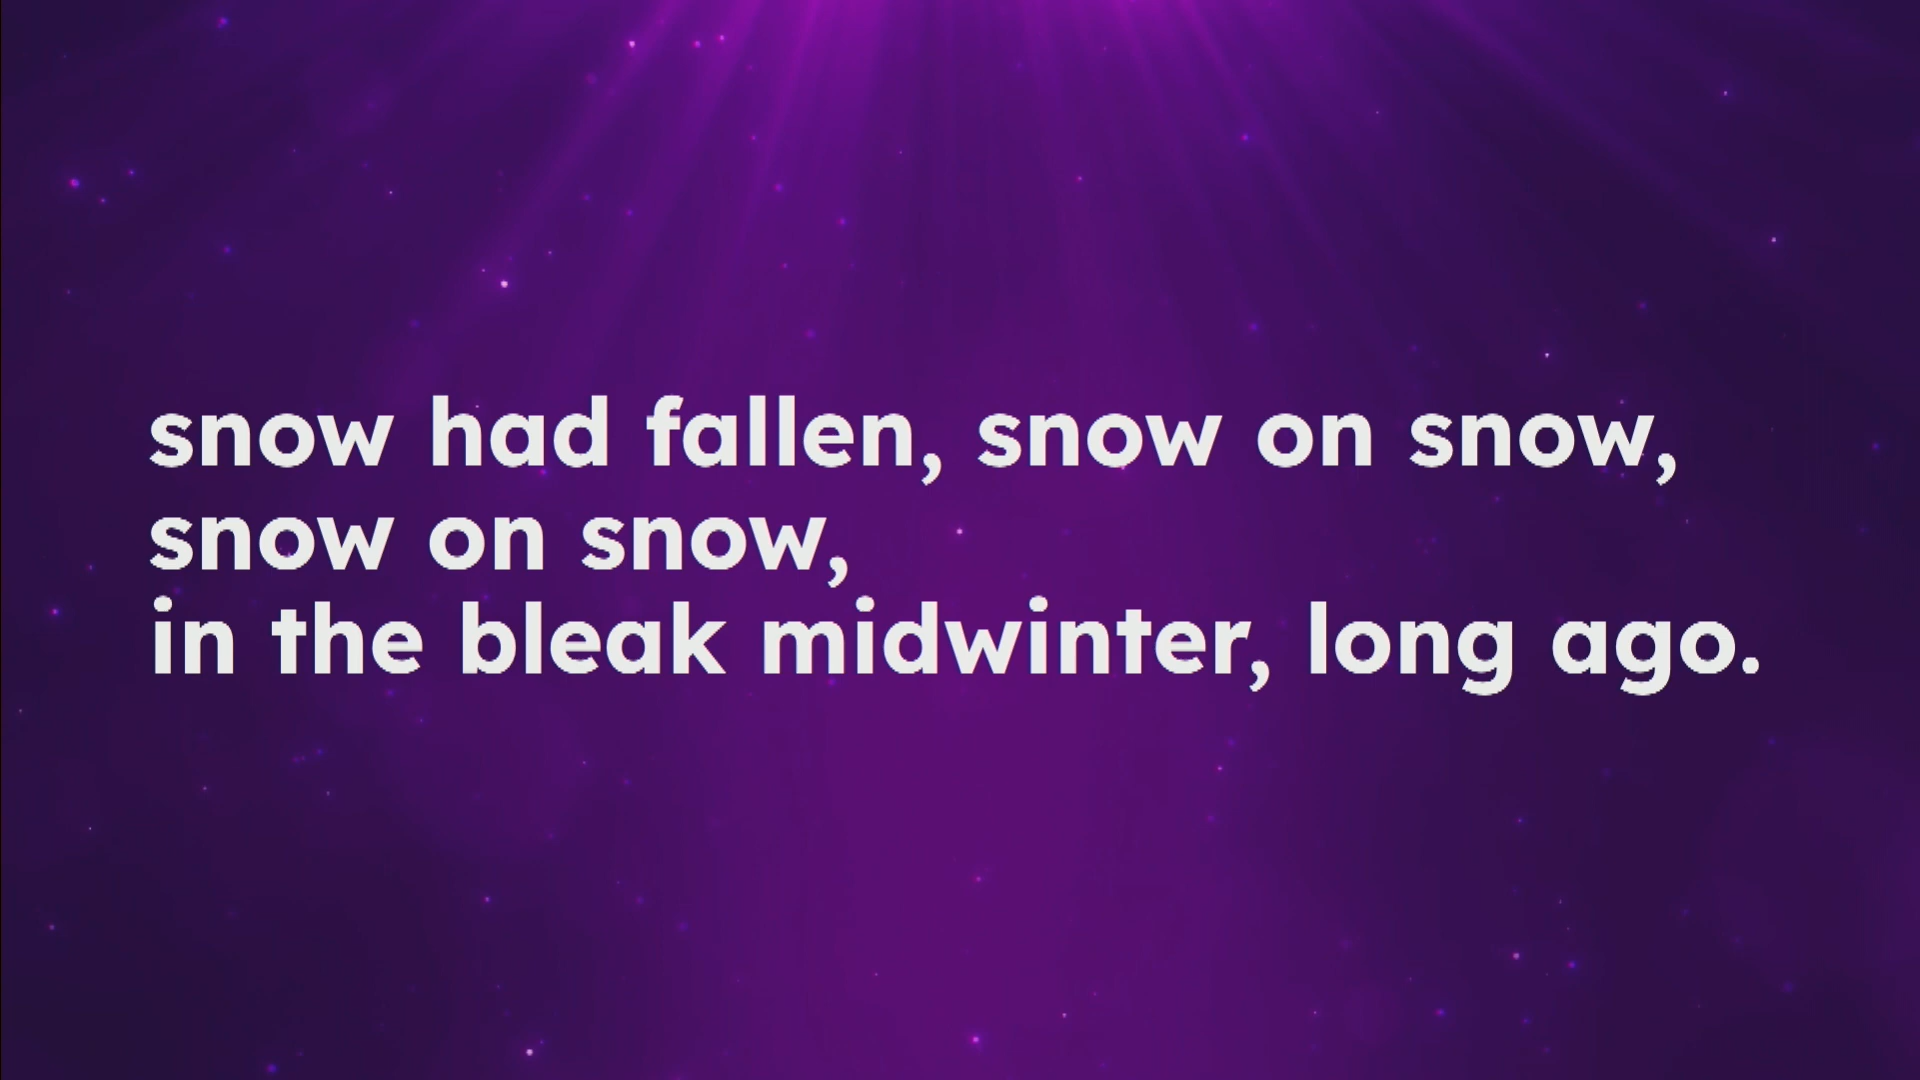 snow had fallen, snow on snow,
snow on snow,
in the bleak midwinter, long ago.